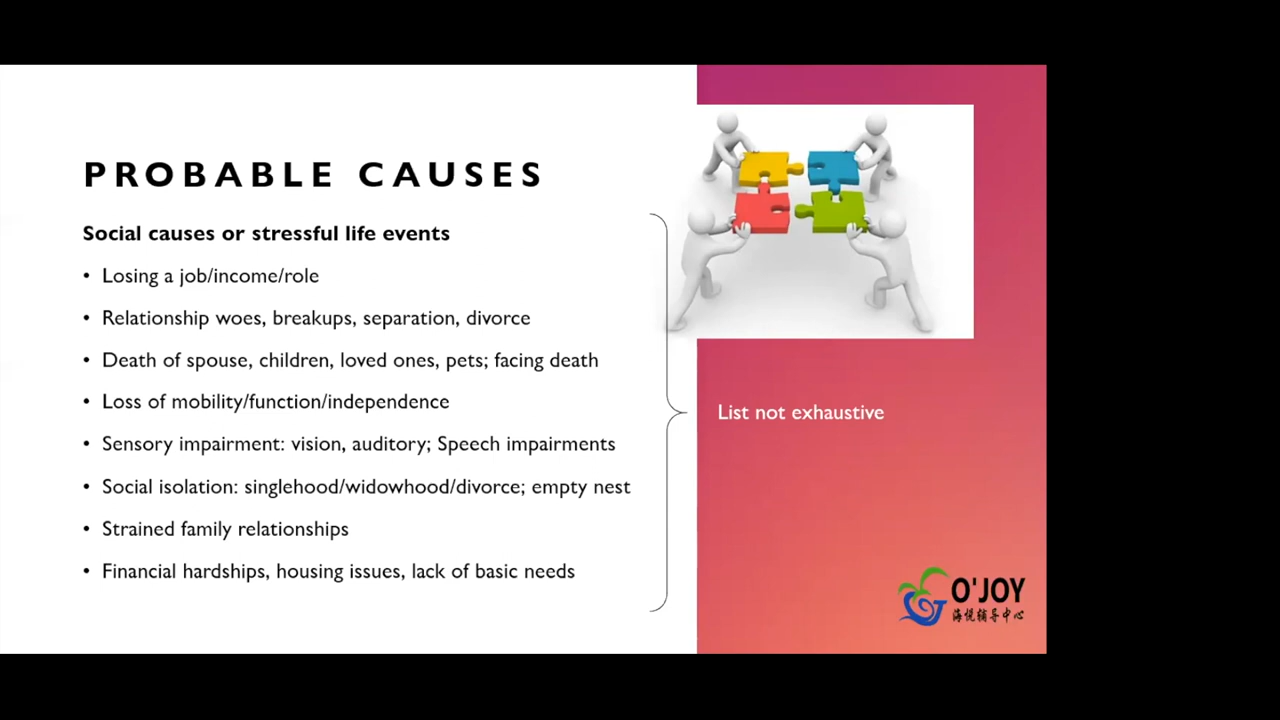 PROBABLE CAUSES
Social causes or stressful life events
• Losing a job/income/role
• Relationship woes, breakups, separation, divorce
• Death of spouse, children, loved ones, pets; facing death
• Loss of mobility/function/independence
• Sensory impairment: vision, auditory; Speech impairments
• Social isolation: singlehood/widowhood/divorce; empty nest
• Strained family relationships
• Financial hardships, housing issues, lack of basic needs
List not exhaustive
O'JOY
海悦辅导中心